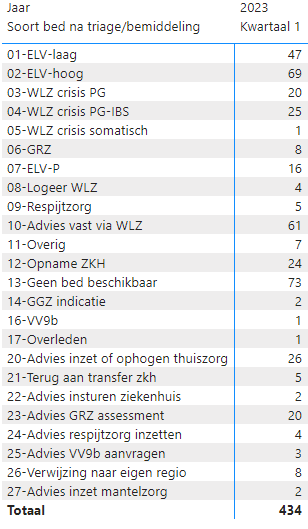 Jaar 2023
Soort bed na triage/bemiddeling Kwartaal 1
01-ELV-laag 47
02-ELV-hoog 69
03-WLZ crisis PG 20
04-WLZ crisis PG-IBS 25
05-WLZ crisis somatisch 1
06-GRZ 8
07-ELV-P 16
08-Logeer WLZ 4
09-Respijtzorg 5
10-Advies vast via WLZ 61
11-Overig 7
12-Opname ZKH 24
13-Geen bed beschikbaar 73
14-GGZ indicatie 2
16-VV9b 1
17-Overleden 1
20-Advies inzet of ophogen thuiszorg 26
21-Terug aan transfer zkh 5
22-Advies insturen ziekenhuis 2
23-Advies GRZ assessment 20
24-Advies respijtzorg inzetten 4
25-Advies VV9b aanvragen 3
26-Verwijzing naar eigen regio 8
27-Advies inzet mantelzorg 2
Totaal 434